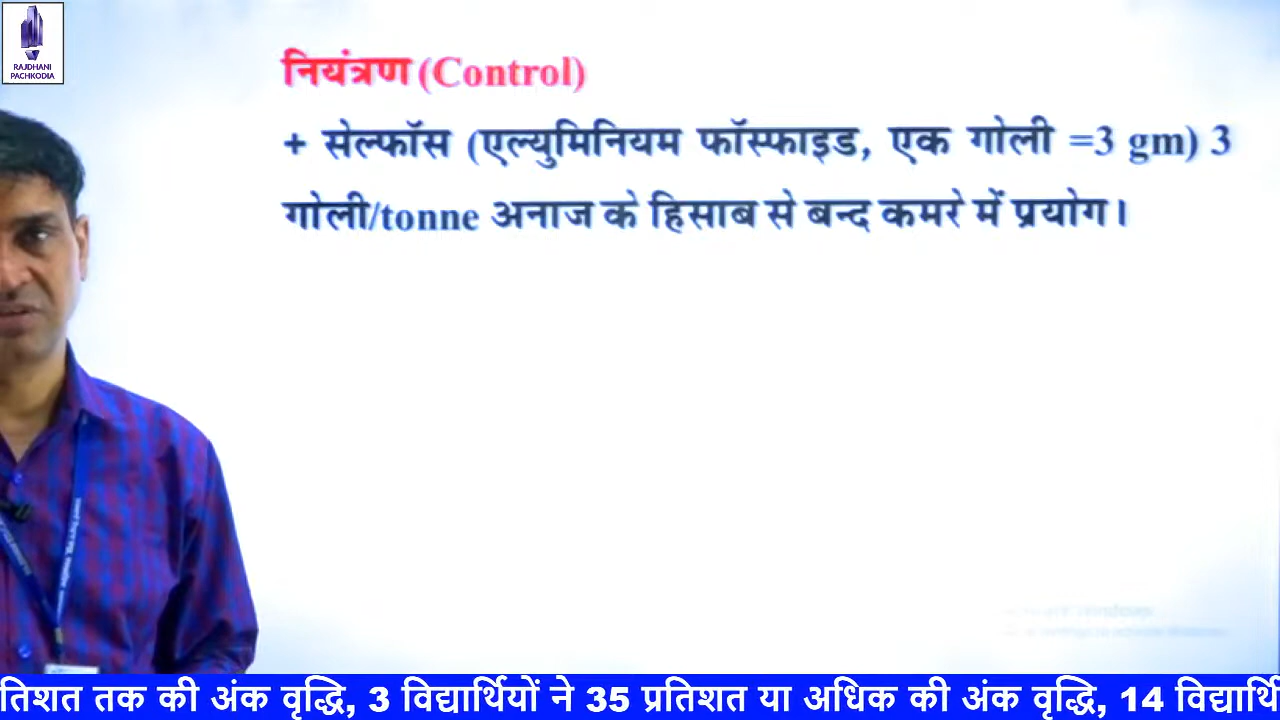 RAJDHANI
PACHKODIA
नियंत्रण (Control)
+ सेल्फॉस (एल्युमिनियम फॉस्फाइड, एक गोली =3 gm) 3
गोली/tonne अनाज के हिसाब से बन्द कमरे में प्रयोग।
तिशत तक की अंक वृद्धि, 3 विद्यार्थियों ने 35 प्रतिशत या अधिक की अंक वृद्धि, 14 विद्यार्थि